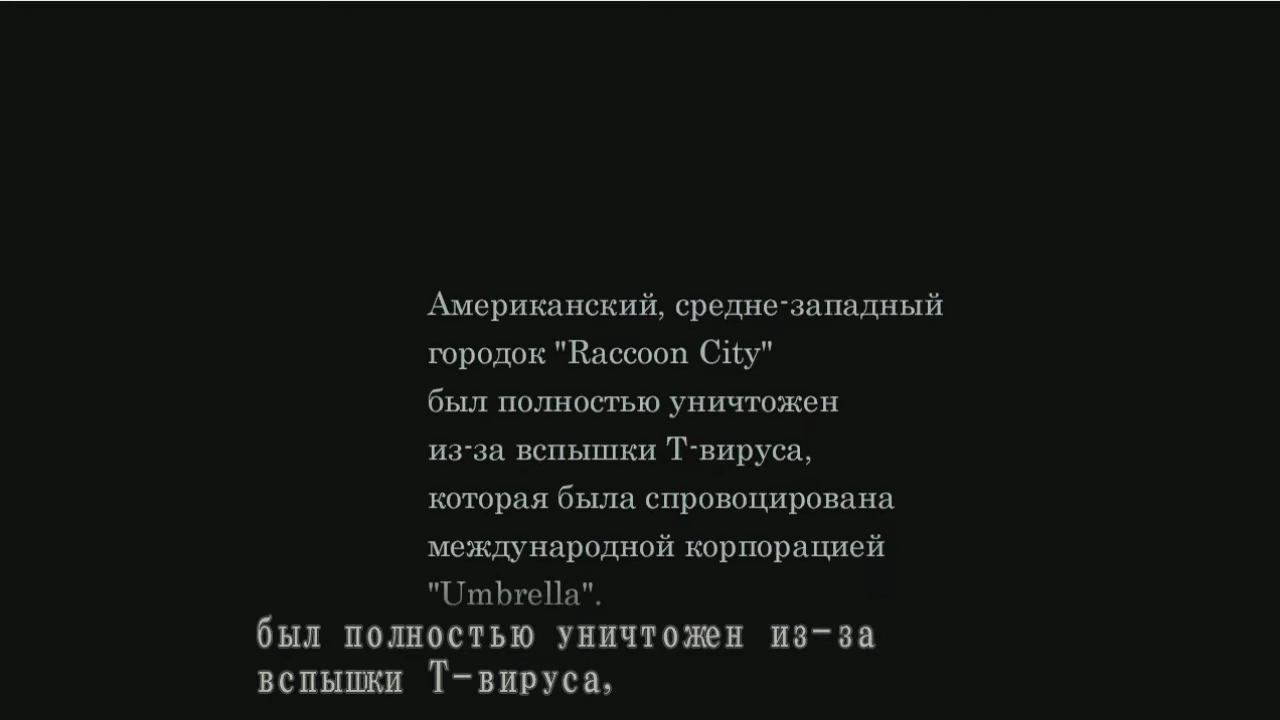 Американский, средне-западный
городок "Raccoon City"
был полностью уничтожен
из-за вспышки Т-вируса,
которая была спровоцирована
международной корпорацией
"Umbrella".
был полностью уничтожен из-за
вспышки Т-вируса,